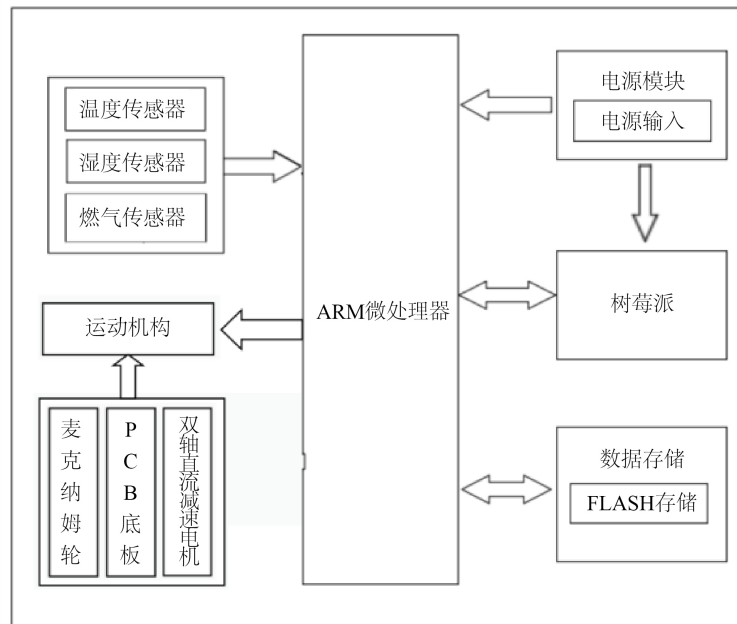 温度传感器
湿度传感器
燃气传感器
运动机构
麦克纳姆轮
PCB底板
双轴直流减速电机
ARM微处理器
电源模块
电源输入
树莓派
数据存储
FLASH存储